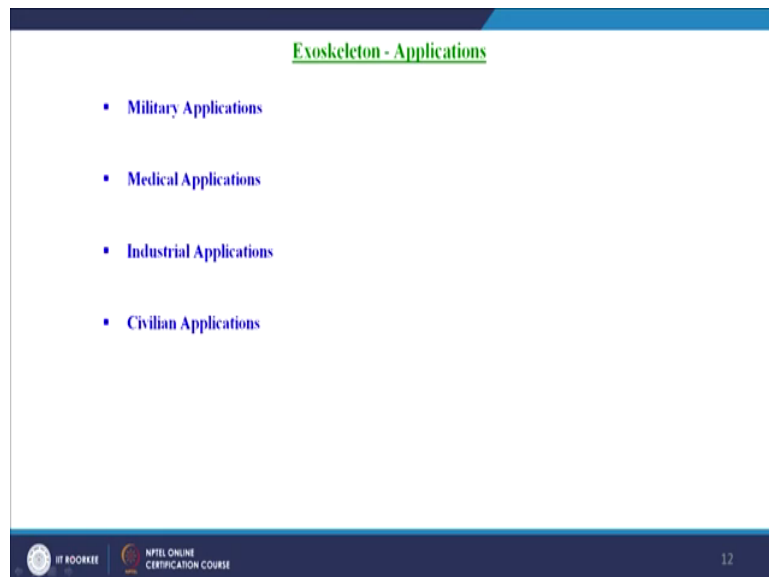 Exoskeleton - Applications
▪ Military Applications
▪ Medical Applications
▪ Industrial Applications
▪ Civilian Applications
IIT ROORKEE
NPTEL ONLINE
CERTIFICATION COURSE
12